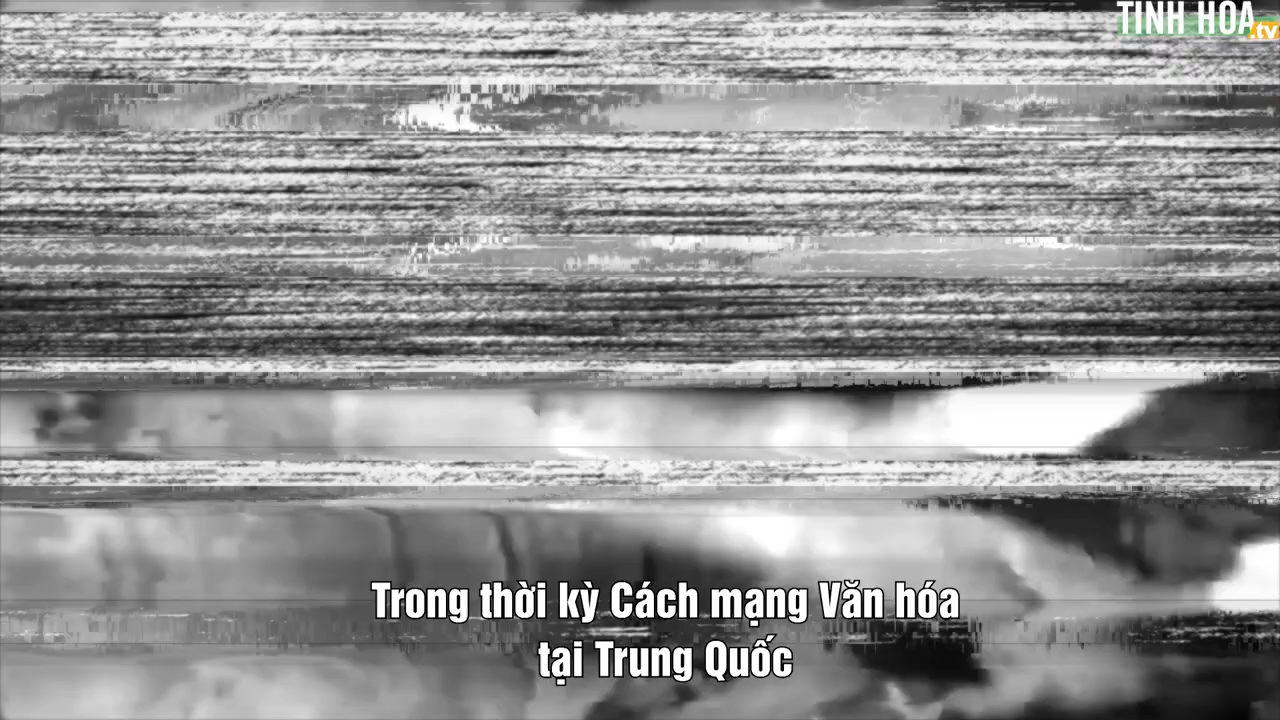 TINH HOA
.tv
Trong thời kỳ Cách mạng Văn hóa
tại Trung Quốc